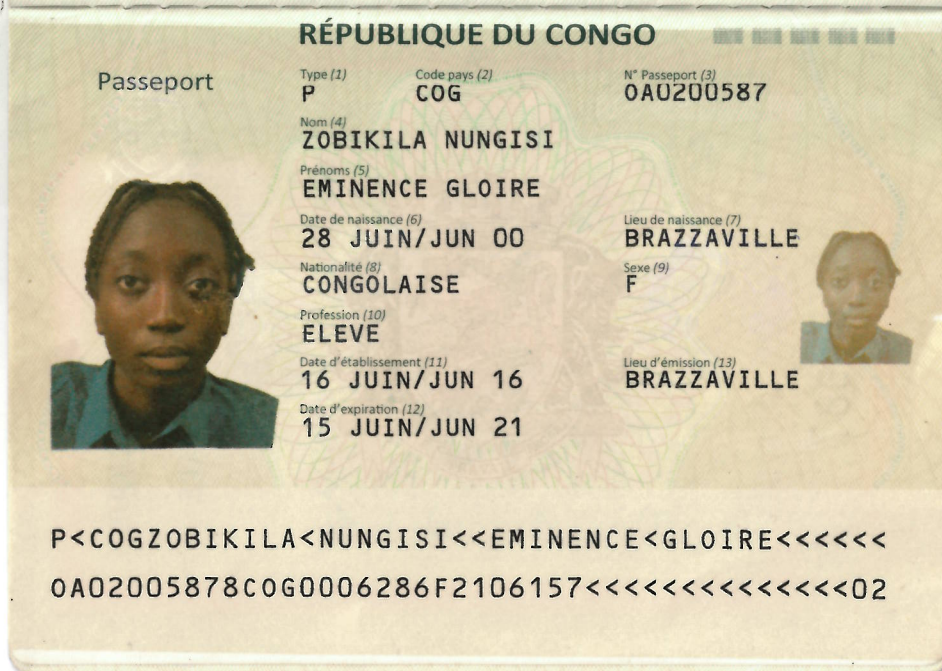 RÉPUBLIQUE DU CONGO
Passeport
Type (1) Code pays (2) N° Passeport (3)
P COG 0A0200587
Nom (4)
ZOBIKILA NUNGISI
Prénoms (5)
EMINENCE GLOIRE
Date de naissance (6) Lieu de naissance (7)
28 JUIN/JUN 00 BRAZZAVILLE
Nationalité (8) Sexe (9)
CONGOLAISE F
Profession (10)
ELEVE
Date d'établissement (11) Lieu d'émission (13)
16 JUIN/JUN 16 BRAZZAVILLE
Date d'expiration (12)
15 JUIN/JUN 21
P<COGZOBIKILA<NUNGISI<<EMINENCE<GLOIRE<<<<<<
0A02005878COG0006286F2106157<<<<<<<<<<<<<<02